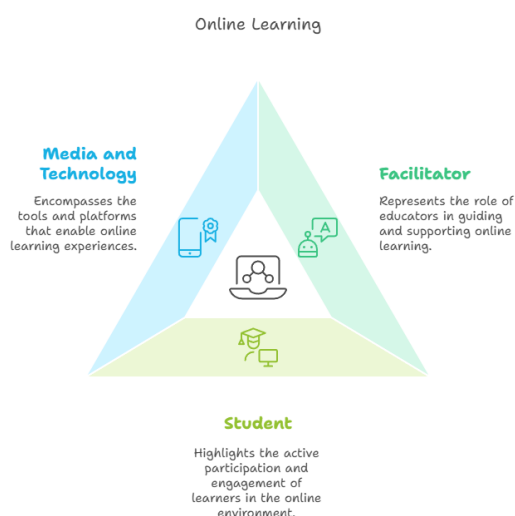 Online Learning
Media and
Technology
Encompasses the
tools and platforms
that enable online
learning experiences.
Facilitator
Represents the role of
educators in guiding
and supporting online
learning.
A
Student
Highlights the active
participation and
engagement of
learners in the online
environment.